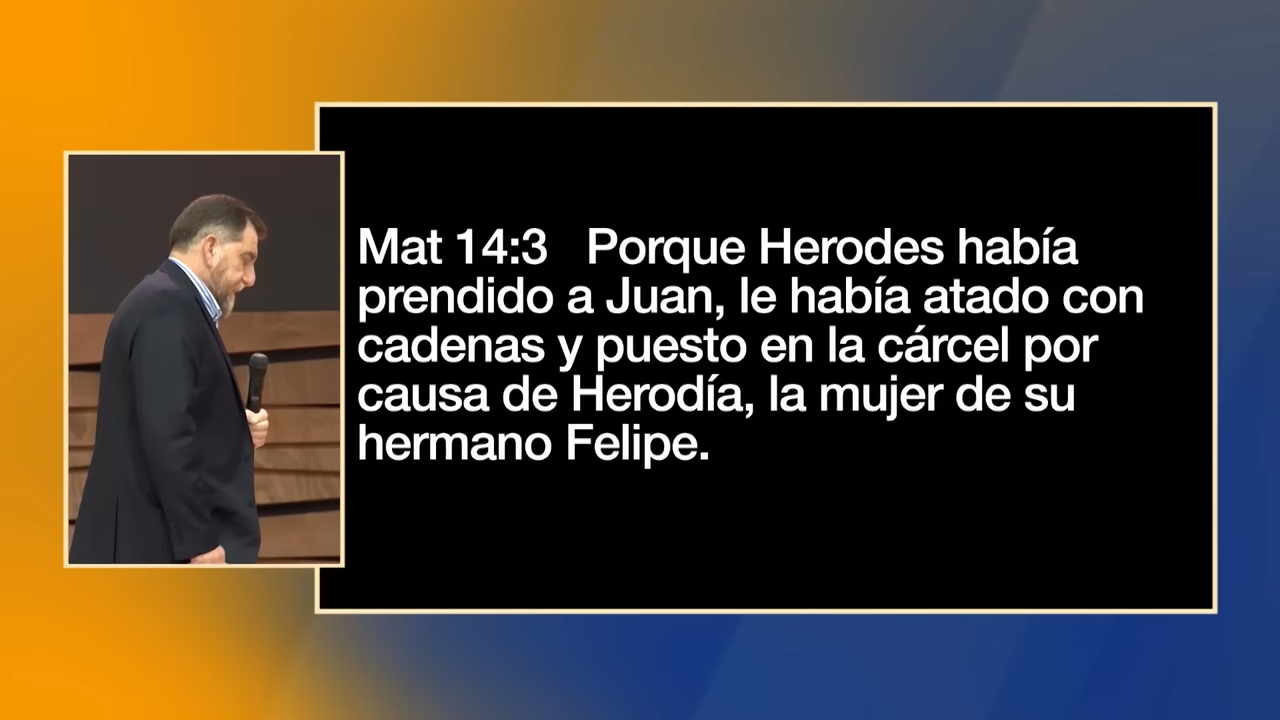 Mat 14:3   Porque Herodes había
prendido a Juan, le había atado con
cadenas y puesto en la cárcel por
causa de Herodía, la mujer de su
hermano Felipe.